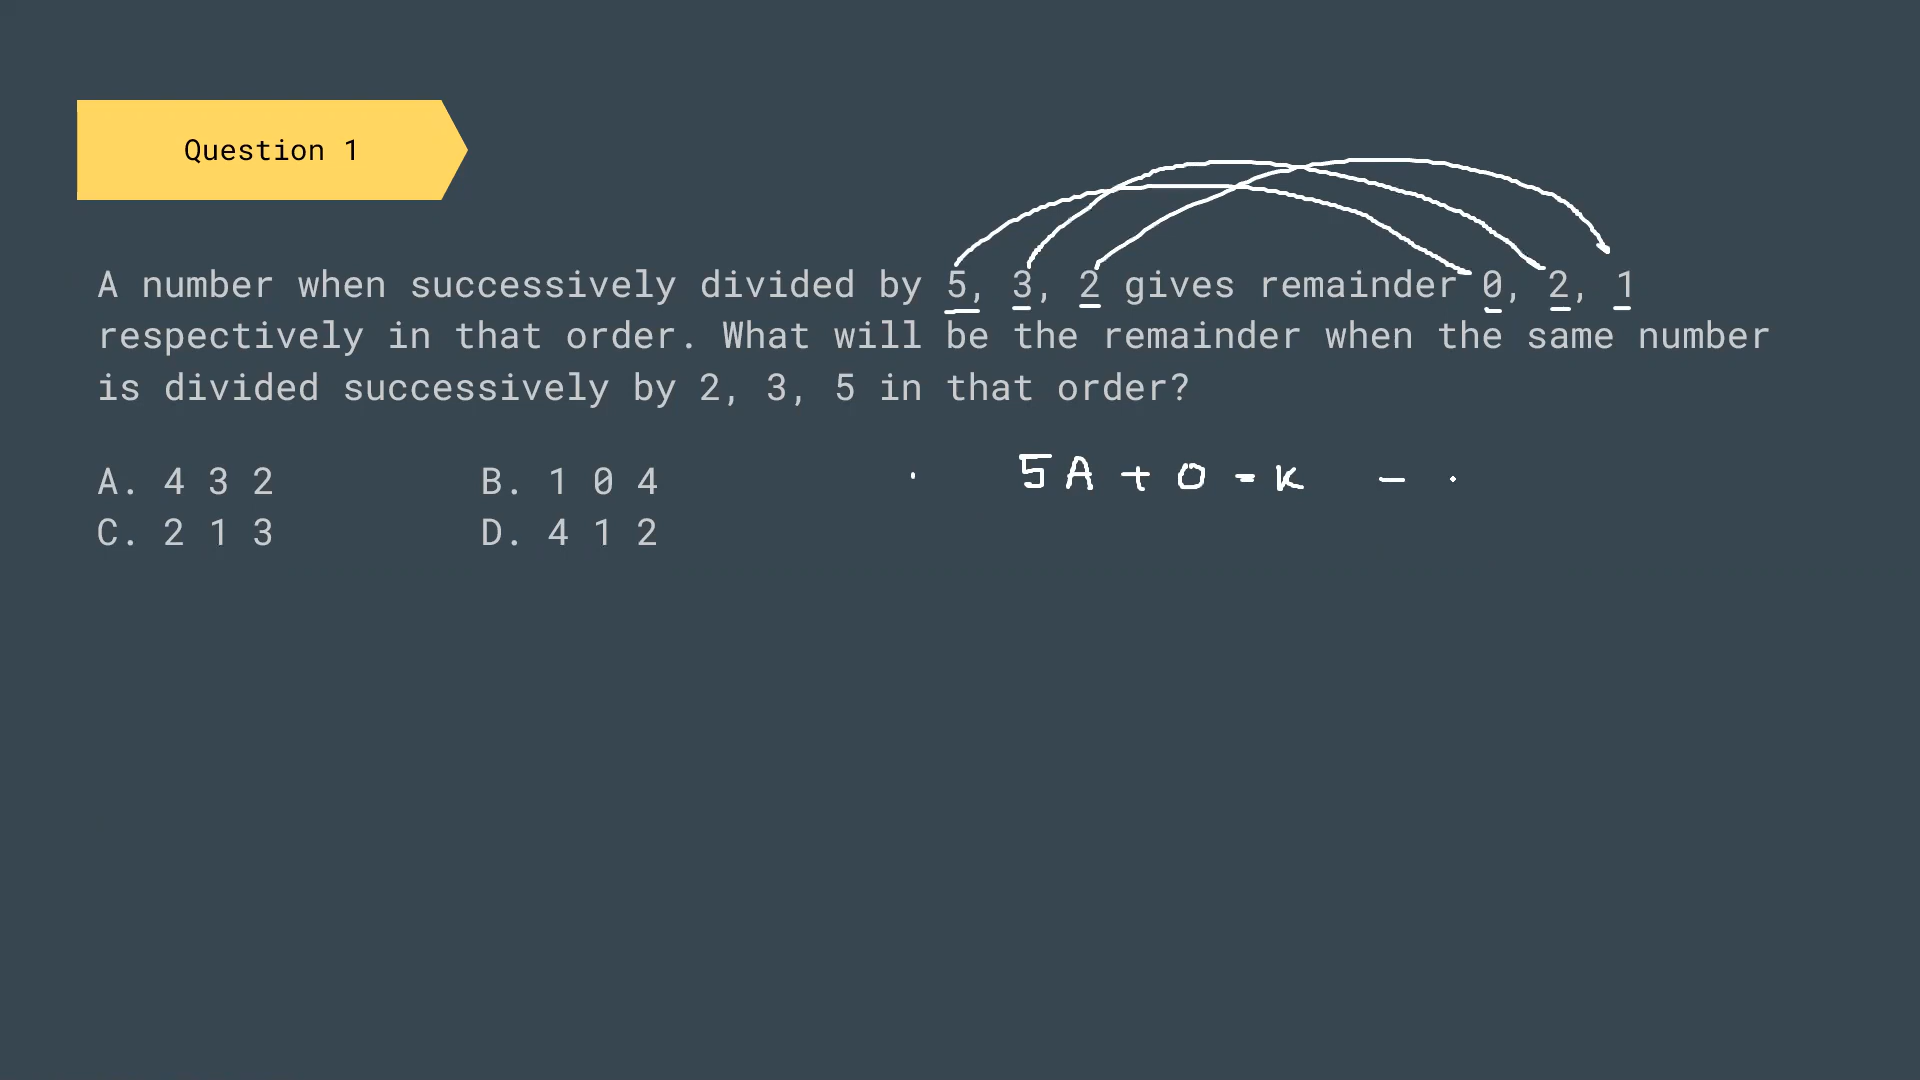 Question 1
A number when successively divided by 5, 3, 2 gives remainder 0, 2, 1
respectively in that order. What will be the remainder when the same number
is divided successively by 2, 3, 5 in that order?
A. 4 3 2 B. 1 0 4
C. 2 1 3 D. 4 1 2
5A + 0 = K -